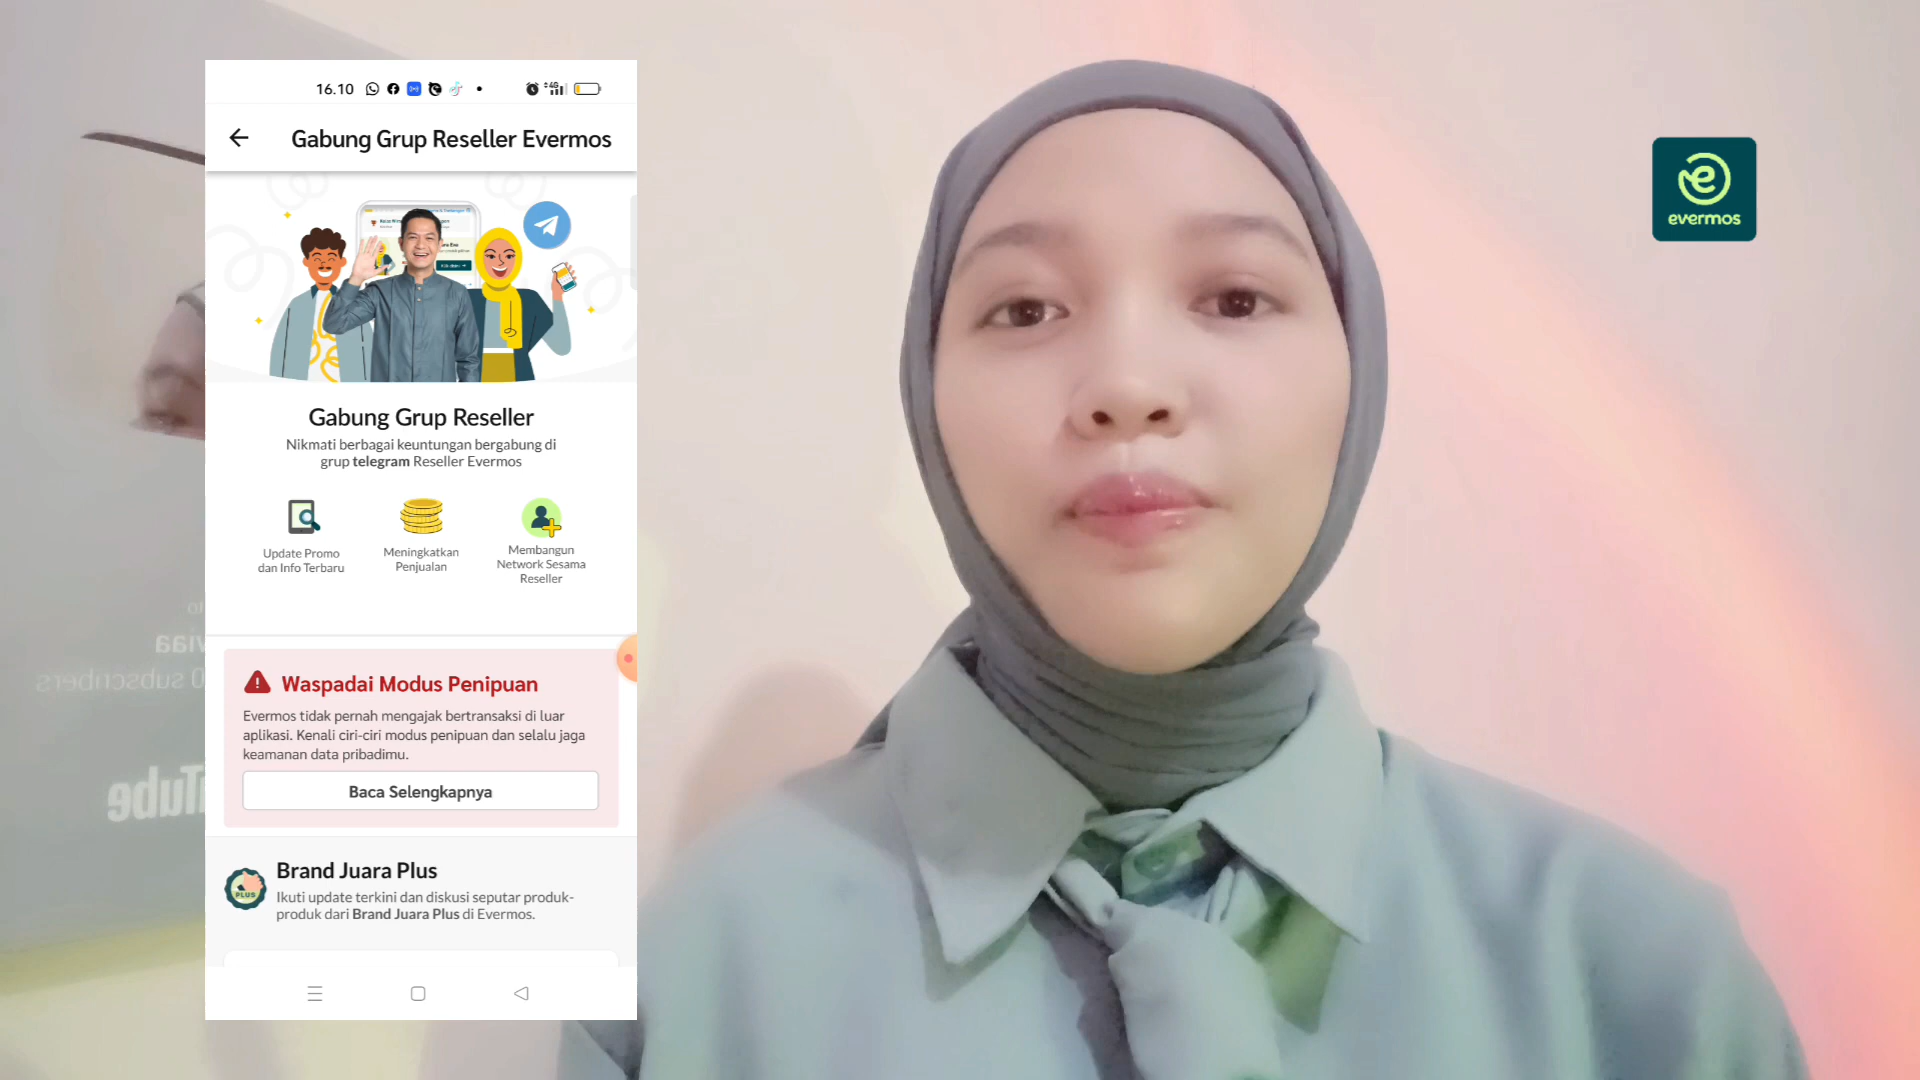 16.10
4G
Gabung Grup Reseller Evermos
Gabung Grup Reseller
Nikmati berbagai keuntungan bergabung di
grup telegram Reseller Evermos
Update Promo
dan Info Terbaru
Meningkatkan
Penjualan
Membangun
Network Sesama
Reseller
Waspadai Modus Penipuan
Evermos tidak pernah mengajak bertransaksi di luar
aplikasi. Kenali ciri-ciri modus penipuan dan selalu jaga
keamanan data pribadimu.
Baca Selengkapnya
PLUS
Brand Juara Plus
Ikuti update terkini dan diskusi seputar produk-
produk dari Brand Juara Plus di Evermos.
evermos
subscribers